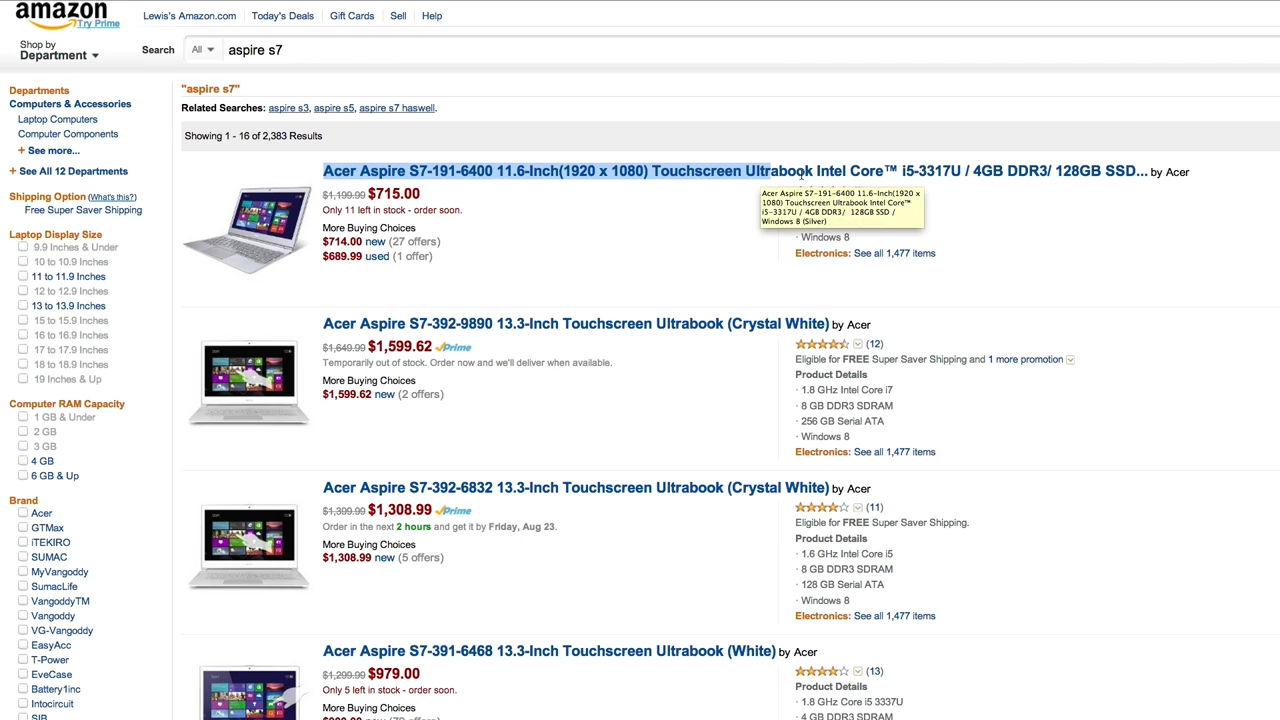 amazon
Try Prime
Lewis's Amazon.com Today's Deals Gift Cards Sell Help
Shop by
Department
Search All aspire s7
Departments
Computers & Accessories
Laptop Computers
Computer Components
+ See more...
+ See All 12 Departments
Shipping Option (What's this?)
Free Super Saver Shipping
Laptop Display Size
9.9 Inches & Under
10 to 10.9 Inches
11 to 11.9 Inches
12 to 12.9 Inches
13 to 13.9 Inches
15 to 15.9 Inches
16 to 16.9 Inches
17 to 17.9 Inches
18 to 18.9 Inches
19 Inches & Up
Computer RAM Capacity
1 GB & Under
2 GB
3 GB
4 GB
6 GB & Up
Brand
Acer
GTMax
iTEKIRO
SUMAC
MyVangoddy
SumacLife
VangoddyTM
Vangoddy
VG-Vangoddy
EasyAcc
T-Power
EveCase
Battery1inc
Intocircuit
SIB
"aspire s7"
Related Searches: aspire s3, aspire s5, aspire s7 haswell.
Showing 1 - 16 of 2,383 Results
Acer Aspire S7-191-6400 11.6-Inch(1920 x 1080) Touchscreen Ultrabook Intel Core™ i5-3317U / 4GB DDR3/ 128GB SSD... by Acer
$1,199.99 $715.00
Only 11 left in stock - order soon.
More Buying Choices
$714.00 new (27 offers)
$689.99 used (1 offer)
Acer Aspire S7-191-6400 11.6-Inch(1920 x
1080) Touchscreen Ultrabook Intel Core™
i5-3317U / 4GB DDR3/ 128GB SSD /
Windows 8 (Silver)
· Windows 8
Electronics: See all 1,477 items
Acer Aspire S7-392-9890 13.3-Inch Touchscreen Ultrabook (Crystal White) by Acer
$1,649.99 $1,599.62 Prime
Temporarily out of stock. Order now and we'll deliver when available.
More Buying Choices
$1,599.62 new (2 offers)
(12)
Eligible for FREE Super Saver Shipping and 1 more promotion
Product Details
· 1.8 GHz Intel Core i7
· 8 GB DDR3 SDRAM
· 256 GB Serial ATA
· Windows 8
Electronics: See all 1,477 items
Acer Aspire S7-392-6832 13.3-Inch Touchscreen Ultrabook (Crystal White) by Acer
$1,399.99 $1,308.99 Prime
Order in the next 2 hours and get it by Friday, Aug 23.
More Buying Choices
$1,308.99 new (5 offers)
(11)
Eligible for FREE Super Saver Shipping.
Product Details
· 1.6 GHz Intel Core i5
· 8 GB DDR3 SDRAM
· 128 GB Serial ATA
· Windows 8
Electronics: See all 1,477 items
Acer Aspire S7-391-6468 13.3-Inch Touchscreen Ultrabook (White) by Acer
$1,299.99 $979.00
Only 5 left in stock - order soon.
More Buying Choices
(13)
Product Details
· 1.8 GHz Core i5 3337U
· 4 GB DDR3 SDRAM